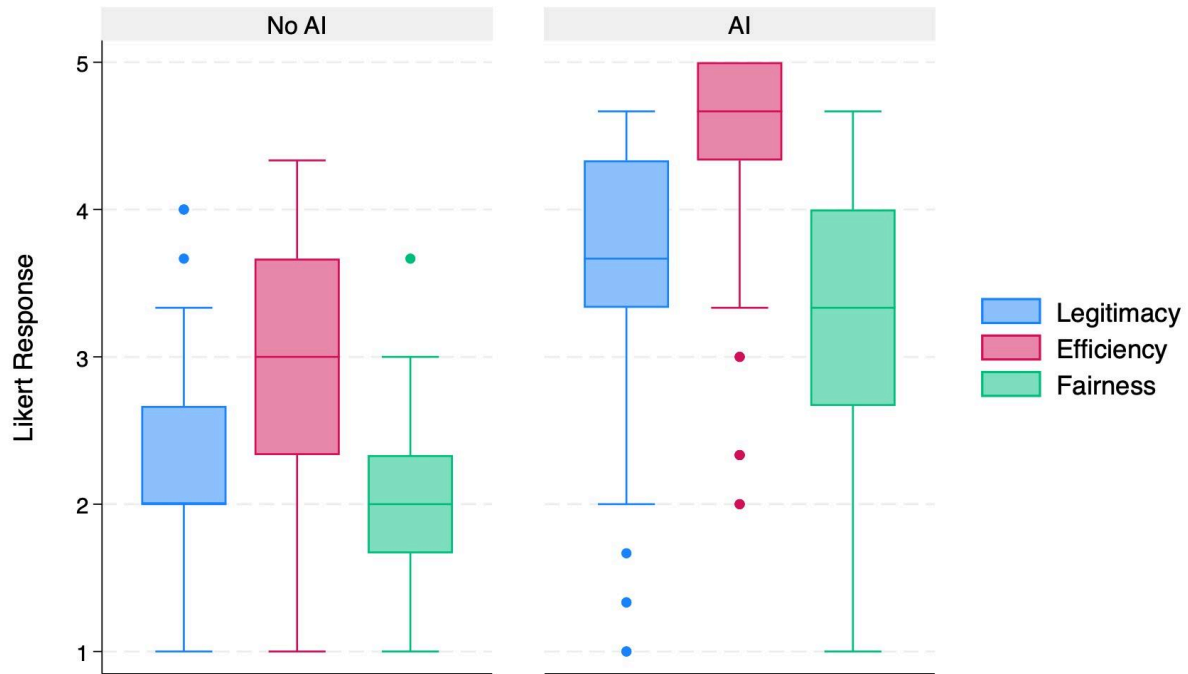 No AI
AI
Likert Response
5
4
3
2
1
Legitimacy
Efficiency
Fairness